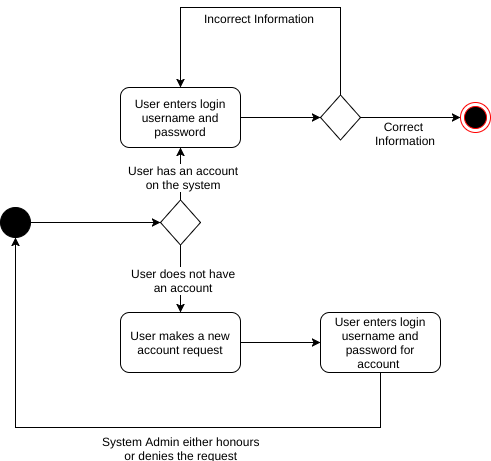 Incorrect Information
User enters login
username and
password
Correct
Information
User has an account
on the system
User does not have
an account
User makes a new
account request
User enters login
username and
password for
account
System Admin either honours
or denies the request